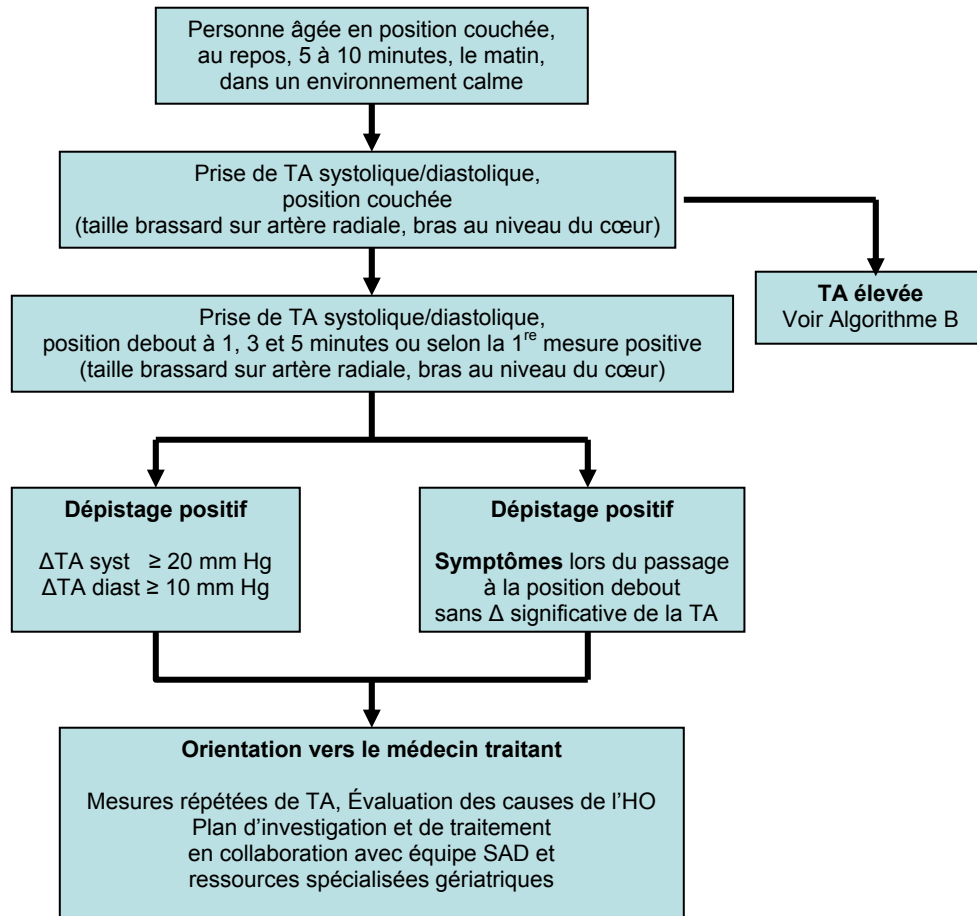 Personne âgée en position couchée,
au repos, 5 à 10 minutes, le matin,
dans un environnement calme
Prise de TA systolique/diastolique,
position couchée
(taille brassard sur artère radiale, bras au niveau du cœur)
TA élevée
Voir Algorithme B
Prise de TA systolique/diastolique,
position debout à 1, 3 et 5 minutes ou selon la 1re mesure positive
(taille brassard sur artère radiale, bras au niveau du cœur)
Dépistage positif
ΔTA syst ≥ 20 mm Hg
ΔTA diast ≥ 10 mm Hg
Dépistage positif
Symptômes lors du passage
à la position debout
sans Δ significative de la TA
Orientation vers le médecin traitant
Mesures répétées de TA, Évaluation des causes de l'HO
Plan d'investigation et de traitement
en collaboration avec équipe SAD et
ressources spécialisées gériatriques